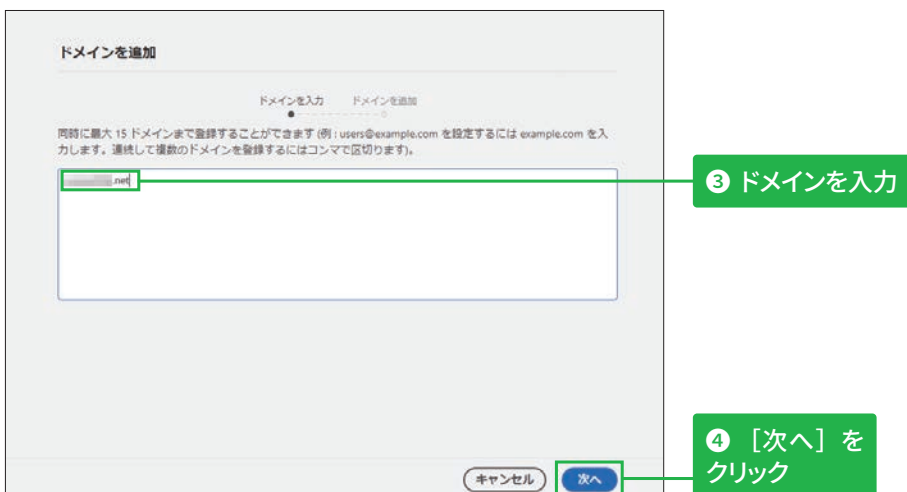 ドメインを追加
ドメインを入力 ドメインを追加
同時に最大 15 ドメインまで登録することができます (例 : users@example.com を設定するには example.com を入
力します。連続して複数のドメインを登録するにはコンマで区切ります)。
.net
❸ ドメインを入力
❹ ［次へ］を
クリック
キャンセル 次へ